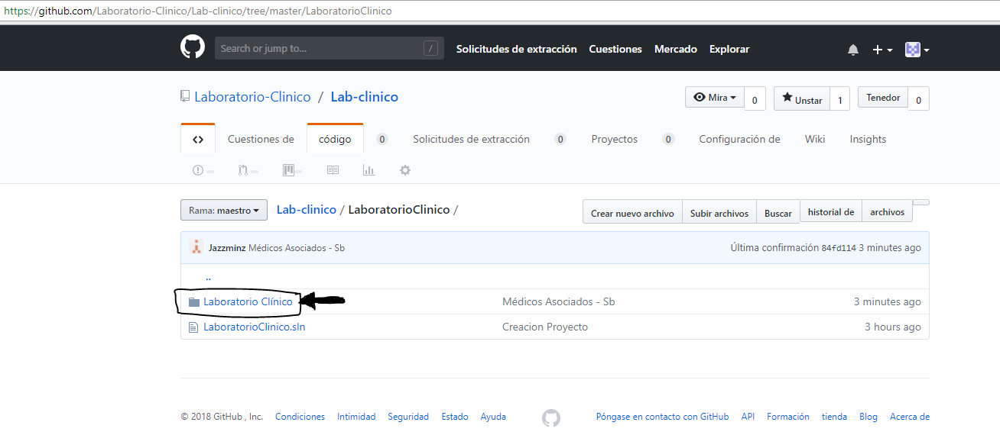 https://github.com/Laboratorio-Clinico/Lab-clinico/tree/master/LaboratorioClinico
Search or jump to... / Solicitudes de extracción Cuestiones Mercado Explorar
Laboratorio-Clinico / Lab-clinico Mira 0 Unstar 1 Tenedor 0
<> Cuestiones de código 0 Solicitudes de extracción 0 Proyectos 0 Configuración de Wiki Insights
Rama: maestro Lab-clinico / LaboratorioClinico / Crear nuevo archivo Subir archivos Buscar historial de archivos
Jazzminz Médicos Asociados - Sb Última confirmación 84fd114 3 minutes ago
..
Laboratorio Clínico Médicos Asociados - Sb 3 minutes ago
LaboratorioClinico.sln Creacion Proyecto 3 hours ago
© 2018 GitHub , Inc. Condiciones Intimidad Seguridad Estado Ayuda Póngase en contacto con GitHub API Formación tienda Blog Acerca de